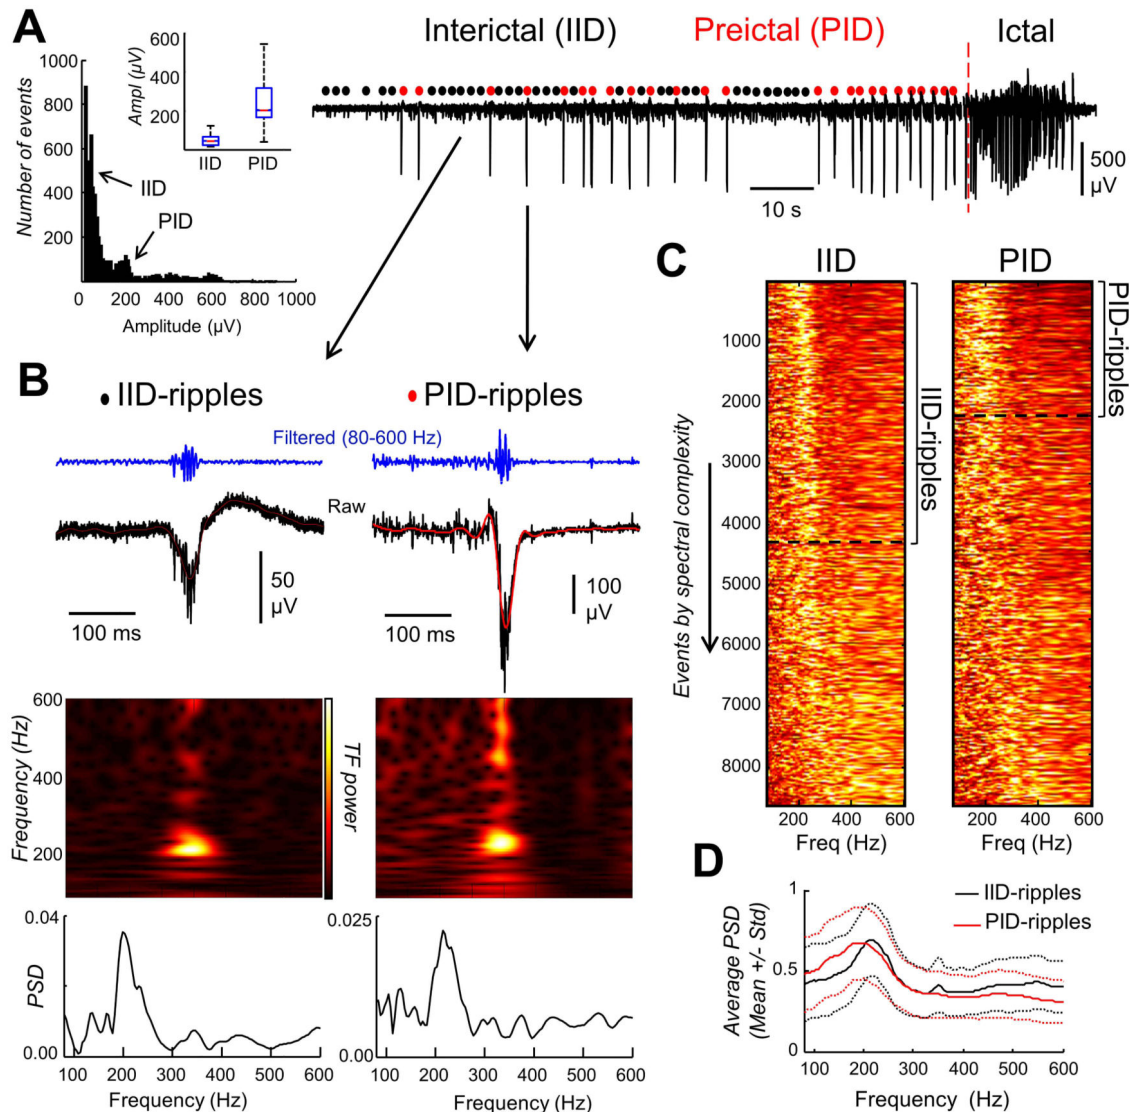 A
Interictal (IID)
Preictal (PID)
Ictal
Number of events
1000
800
600
400
200
0
200
400
600
800
1000
Amplitude (µV)
IID
PID
Ampl (µV)
600
400
200
IID
PID
10 s
500
µV
B
IID-ripples
PID-ripples
Filtered (80-600 Hz)
Raw
50
µV
100 ms
100
µV
100 ms
Frequency (Hz)
600
400
200
TF power
PSD
0.04
0.00
100 200 300 400 500 600
Frequency (Hz)
0.025
0.00
100 200 300 400 500 600
Frequency (Hz)
C
IID
PID
Events by spectral complexity
1000
2000
3000
4000
5000
6000
7000
8000
IID-ripples
PID-ripples
200 400 600
Freq (Hz)
200 400 600
Freq (Hz)
D
Average PSD
(Mean +/- Std)
1
0.5
0
IID-ripples
PID-ripples
100 200 300 400 500 600
Frequency (Hz)